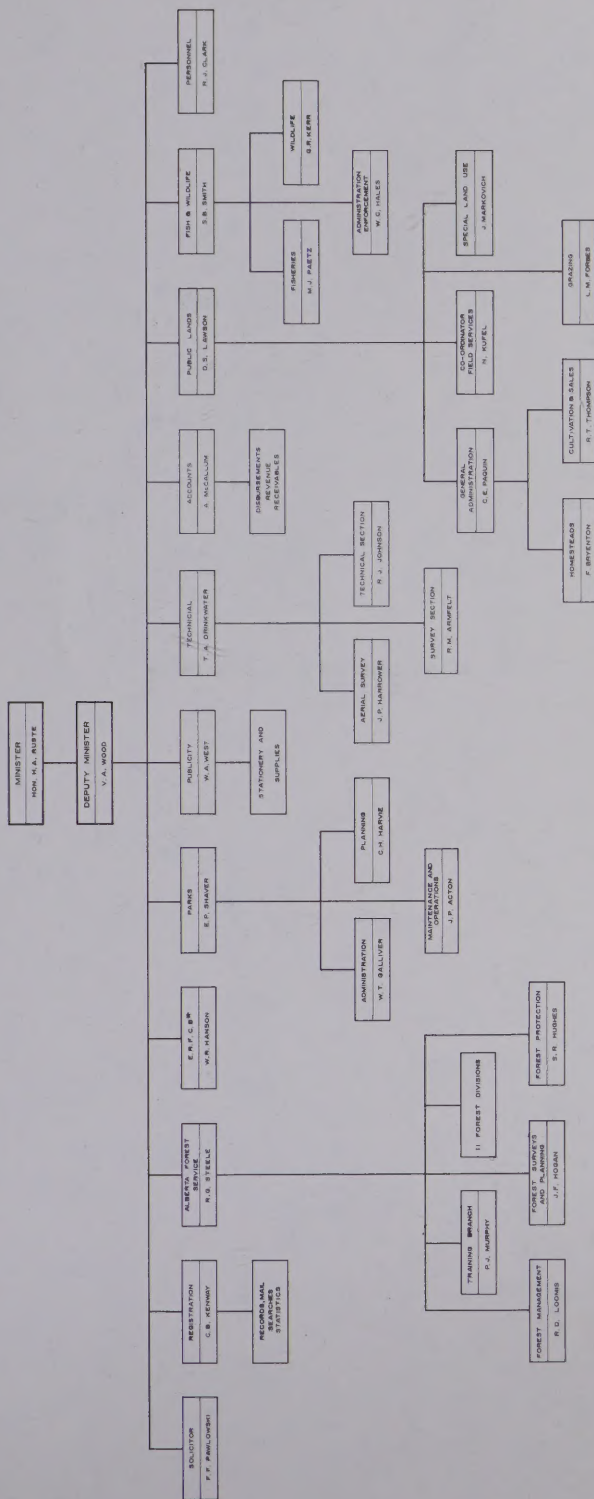 MINISTER
HON. H. A. RUSTE
DEPUTY MINISTER
V. A. WOOD
SOLICITOR
F. F. PAWLOWSKI
REGISTRATION
C. B. KENWAY
RECORDS, MAIL
SEARCHES
STATISTICS
ALBERTA FOREST
SERVICE
R. G. STEELE
E. R. F. C. B*
W. R. HANSON
PARKS
E. P. SHAVER
PUBLICITY
W. A. WEST
STATIONERY AND
SUPPLIES
TECHNICIAL
T. A. DRINKWATER
ACCOUNTS
A. McCALLUM
DISBURSEMENTS
REVENUE
RECEIVABLES
PUBLIC LANDS
D. S. LAWSON
FISH & WILDLIFE
S. B. SMITH
PERSONNEL
R. J. CLARK
FISHERIES
M. J. PAETZ
WILDLIFE
G. R. KERR
ADMINISTRATION
ENFORCEMENT
W. G. HALES
ADMINISTRATION
W. T. GALLIVER
PLANNING
C. H. HARVIE
MAINTENANCE AND
OPERATIONS
J. P. ACTON
AERIAL SURVEY
J. P. HARROWER
TECHNICAL SECTION
R. J. JOHNSON
SURVEY SECTION
R. M. ARMFELT
GENERAL
ADMINISTRATION
C. E. PAQUIN
CO-ORDINATOR
FIELD SERVICES
N. KUFEL
SPECIAL LAND USE
J. MARKOVICH
HOMESTEADS
F. BRYENTON
CULTIVATION & SALES
R. T. THOMPSON
GRAZING
L. M. FORBES
TRAINING BRANCH
P. J. MURPHY
11 FOREST DIVISIONS
FOREST MANAGEMENT
R. D. LOOMIS
FOREST SURVEYS
AND PLANNING
J. F. HOGAN
FOREST PROTECTION
S. R. HUGHES